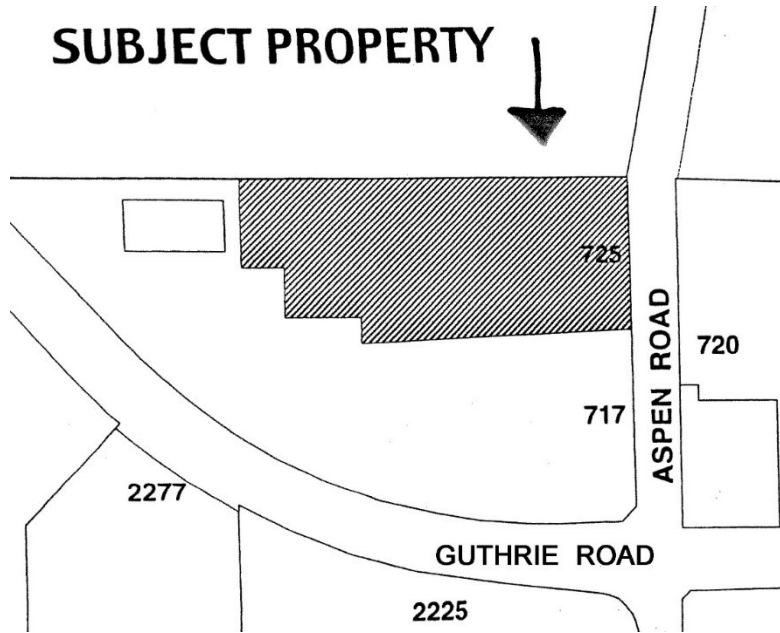 SUBJECT PROPERTY
725
720
ASPEN ROAD
717
2277
GUTHRIE ROAD
2225